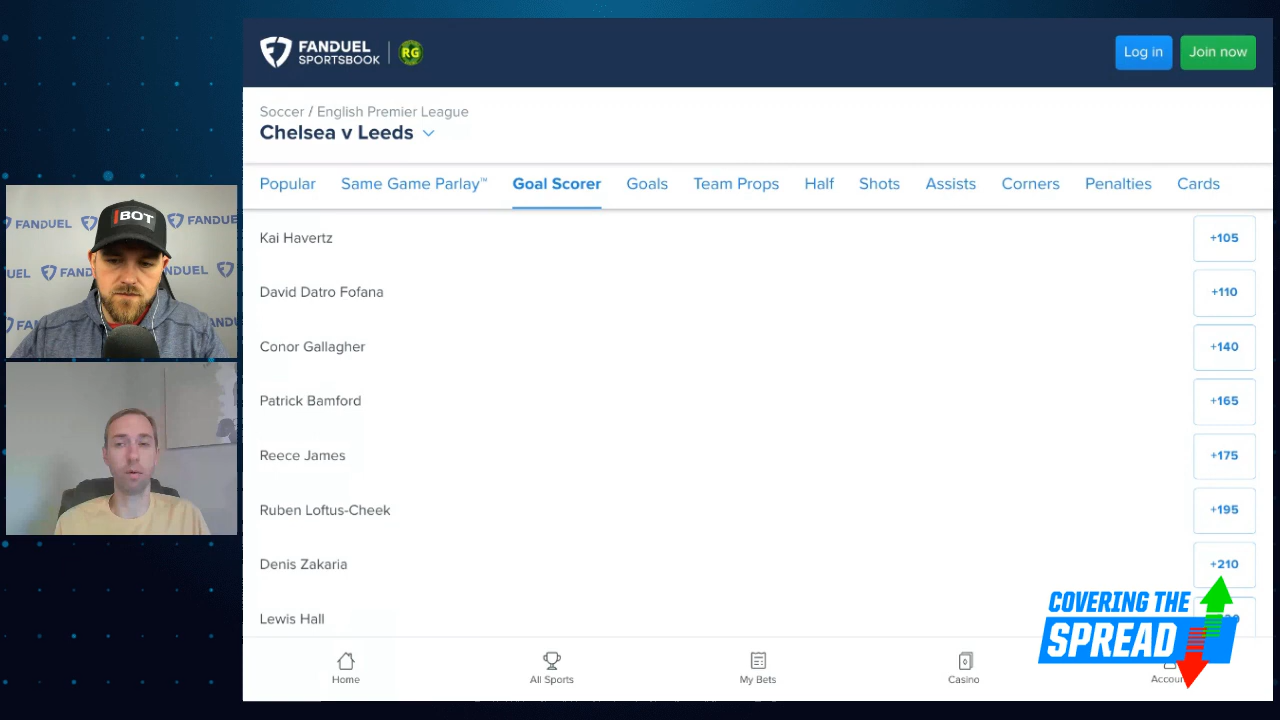 FANDUEL
SPORTSBOOK
RG
Log in
Join now
Soccer / English Premier League
Chelsea v Leeds
Popular
Same Game Parlay™
Goal Scorer
Goals
Team Props
Half
Shots
Assists
Corners
Penalties
Cards
Kai Havertz
+105
David Datro Fofana
+110
Conor Gallagher
+140
Patrick Bamford
+165
Reece James
+175
Ruben Loftus-Cheek
+195
Denis Zakaria
+210
Lewis Hall
Home
All Sports
My Bets
Casino
COVERING THE
SPREAD
BOT
FANDUEL
FANDUEL